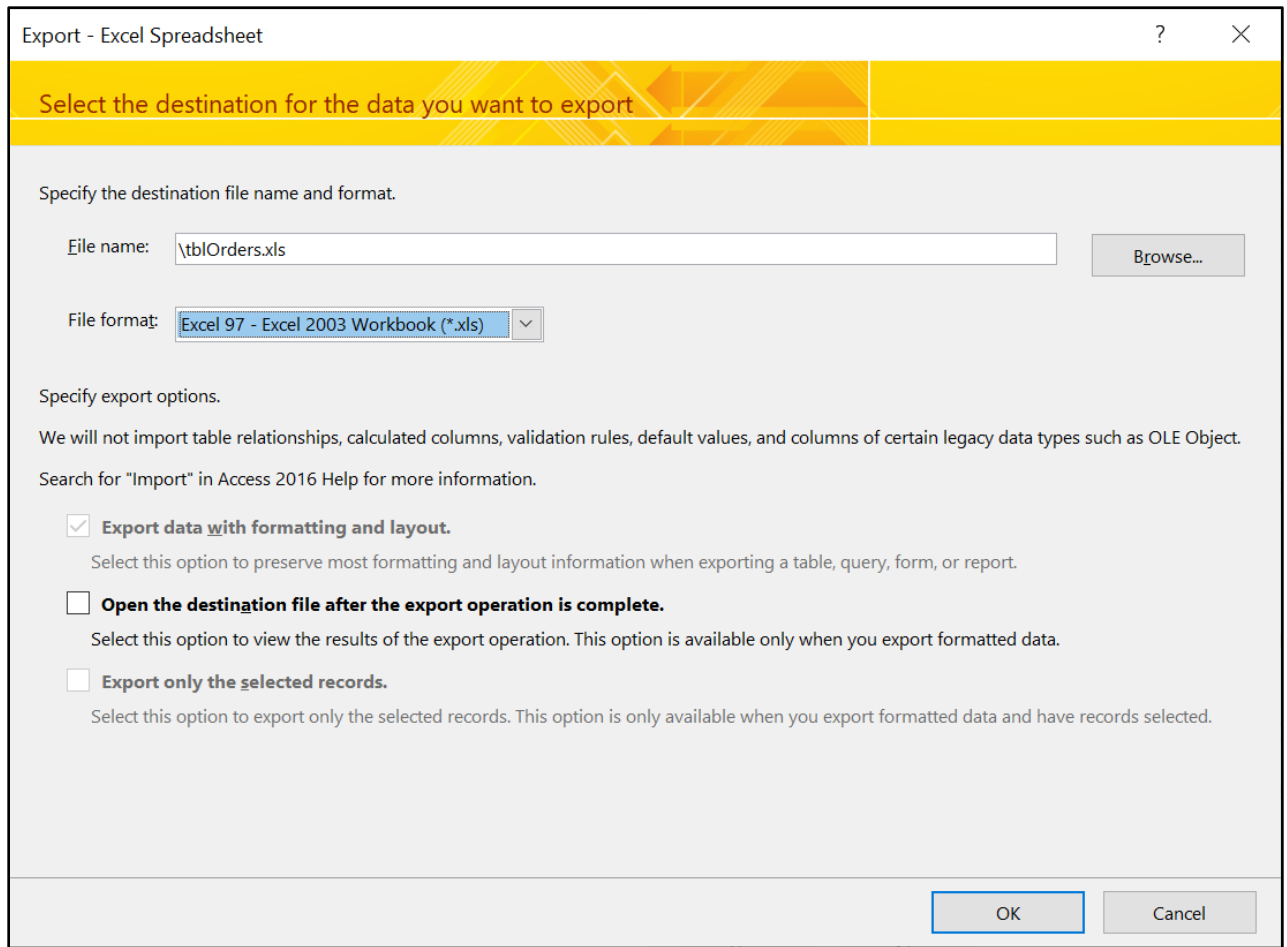 Export - Excel Spreadsheet
?
Select the destination for the data you want to export
Specify the destination file name and format.
File name:
\tblOrders.xls
Browse...
File format:
Excel 97 - Excel 2003 Workbook (*.xls)
Specify export options.
We will not import table relationships, calculated columns, validation rules, default values, and columns of certain legacy data types such as OLE Object.
Search for "Import" in Access 2016 Help for more information.
Export data with formatting and layout.
Select this option to preserve most formatting and layout information when exporting a table, query, form, or report.
Open the destination file after the export operation is complete.
Select this option to view the results of the export operation. This option is available only when you export formatted data.
Export only the selected records.
Select this option to export only the selected records. This option is only available when you export formatted data and have records selected.
OK
Cancel